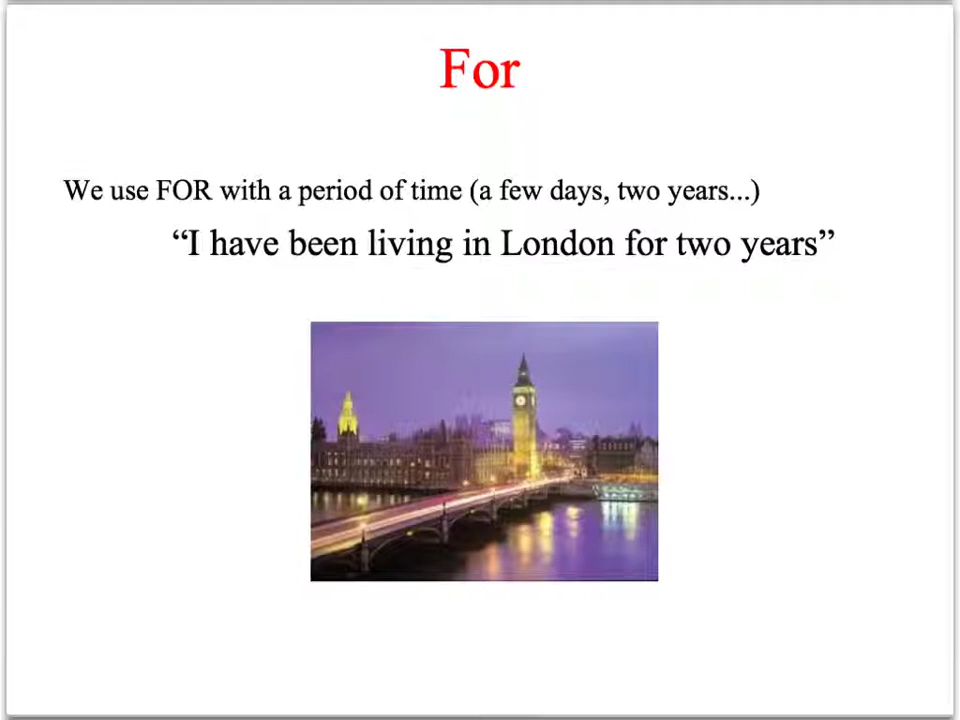 For
We use FOR with a period of time (a few days, two years...)
“I have been living in London for two years”